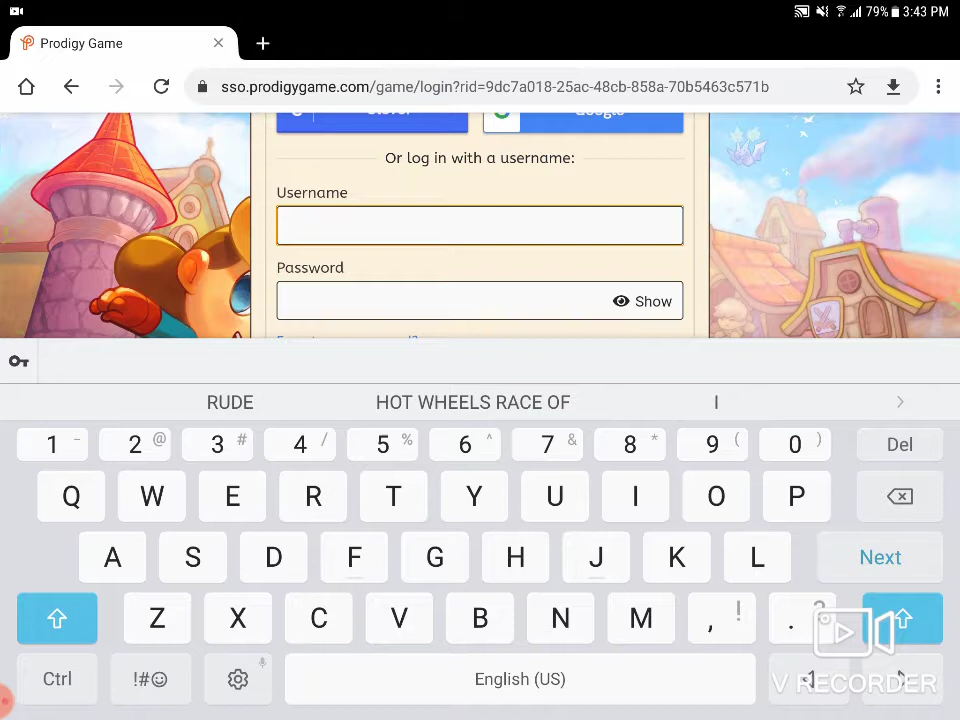 79% 3:43 PM
Prodigy Game
sso.prodigygame.com/game/login?rid=9dc7a018-25ac-48cb-858a-70b5463c571b
Clever
Google
Or log in with a username:
Username
Password
Show
RUDE HOT WHEELS RACE OF I
1 - 2 @ 3 # 4 / 5 % 6 ^ 7 & 8 * 9 ( 0 ) Del
Q W E R T Y U I O P
A S D F G H J K L Next
Z X C V B N M , ! . ?
Ctrl !#☺ English (US)
V RECORDER